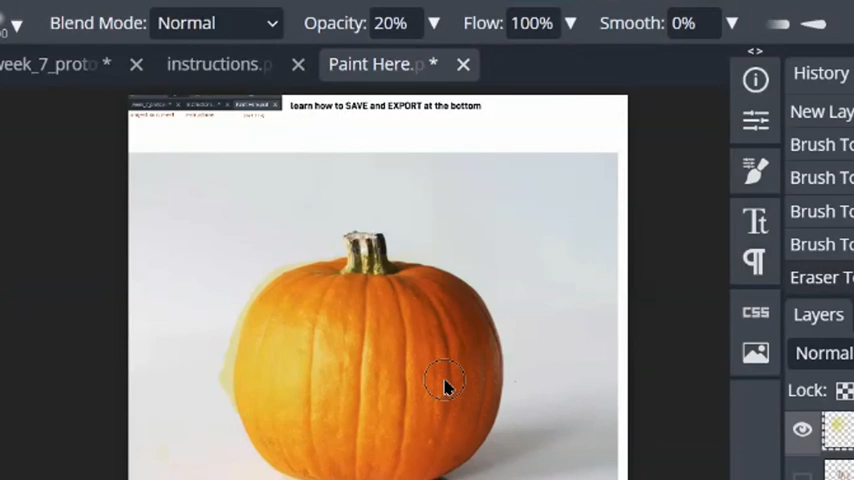 Blend Mode: Normal Opacity: 20% Flow: 100% Smooth: 0%
week_7_proto * Instructions.p Paint Here.p *
learn how to SAVE and EXPORT at the bottom
History
New Lay
Brush To
Brush To
Brush To
Brush To
Eraser To
Tt
¶
CSS
Layers
Normal
Lock: